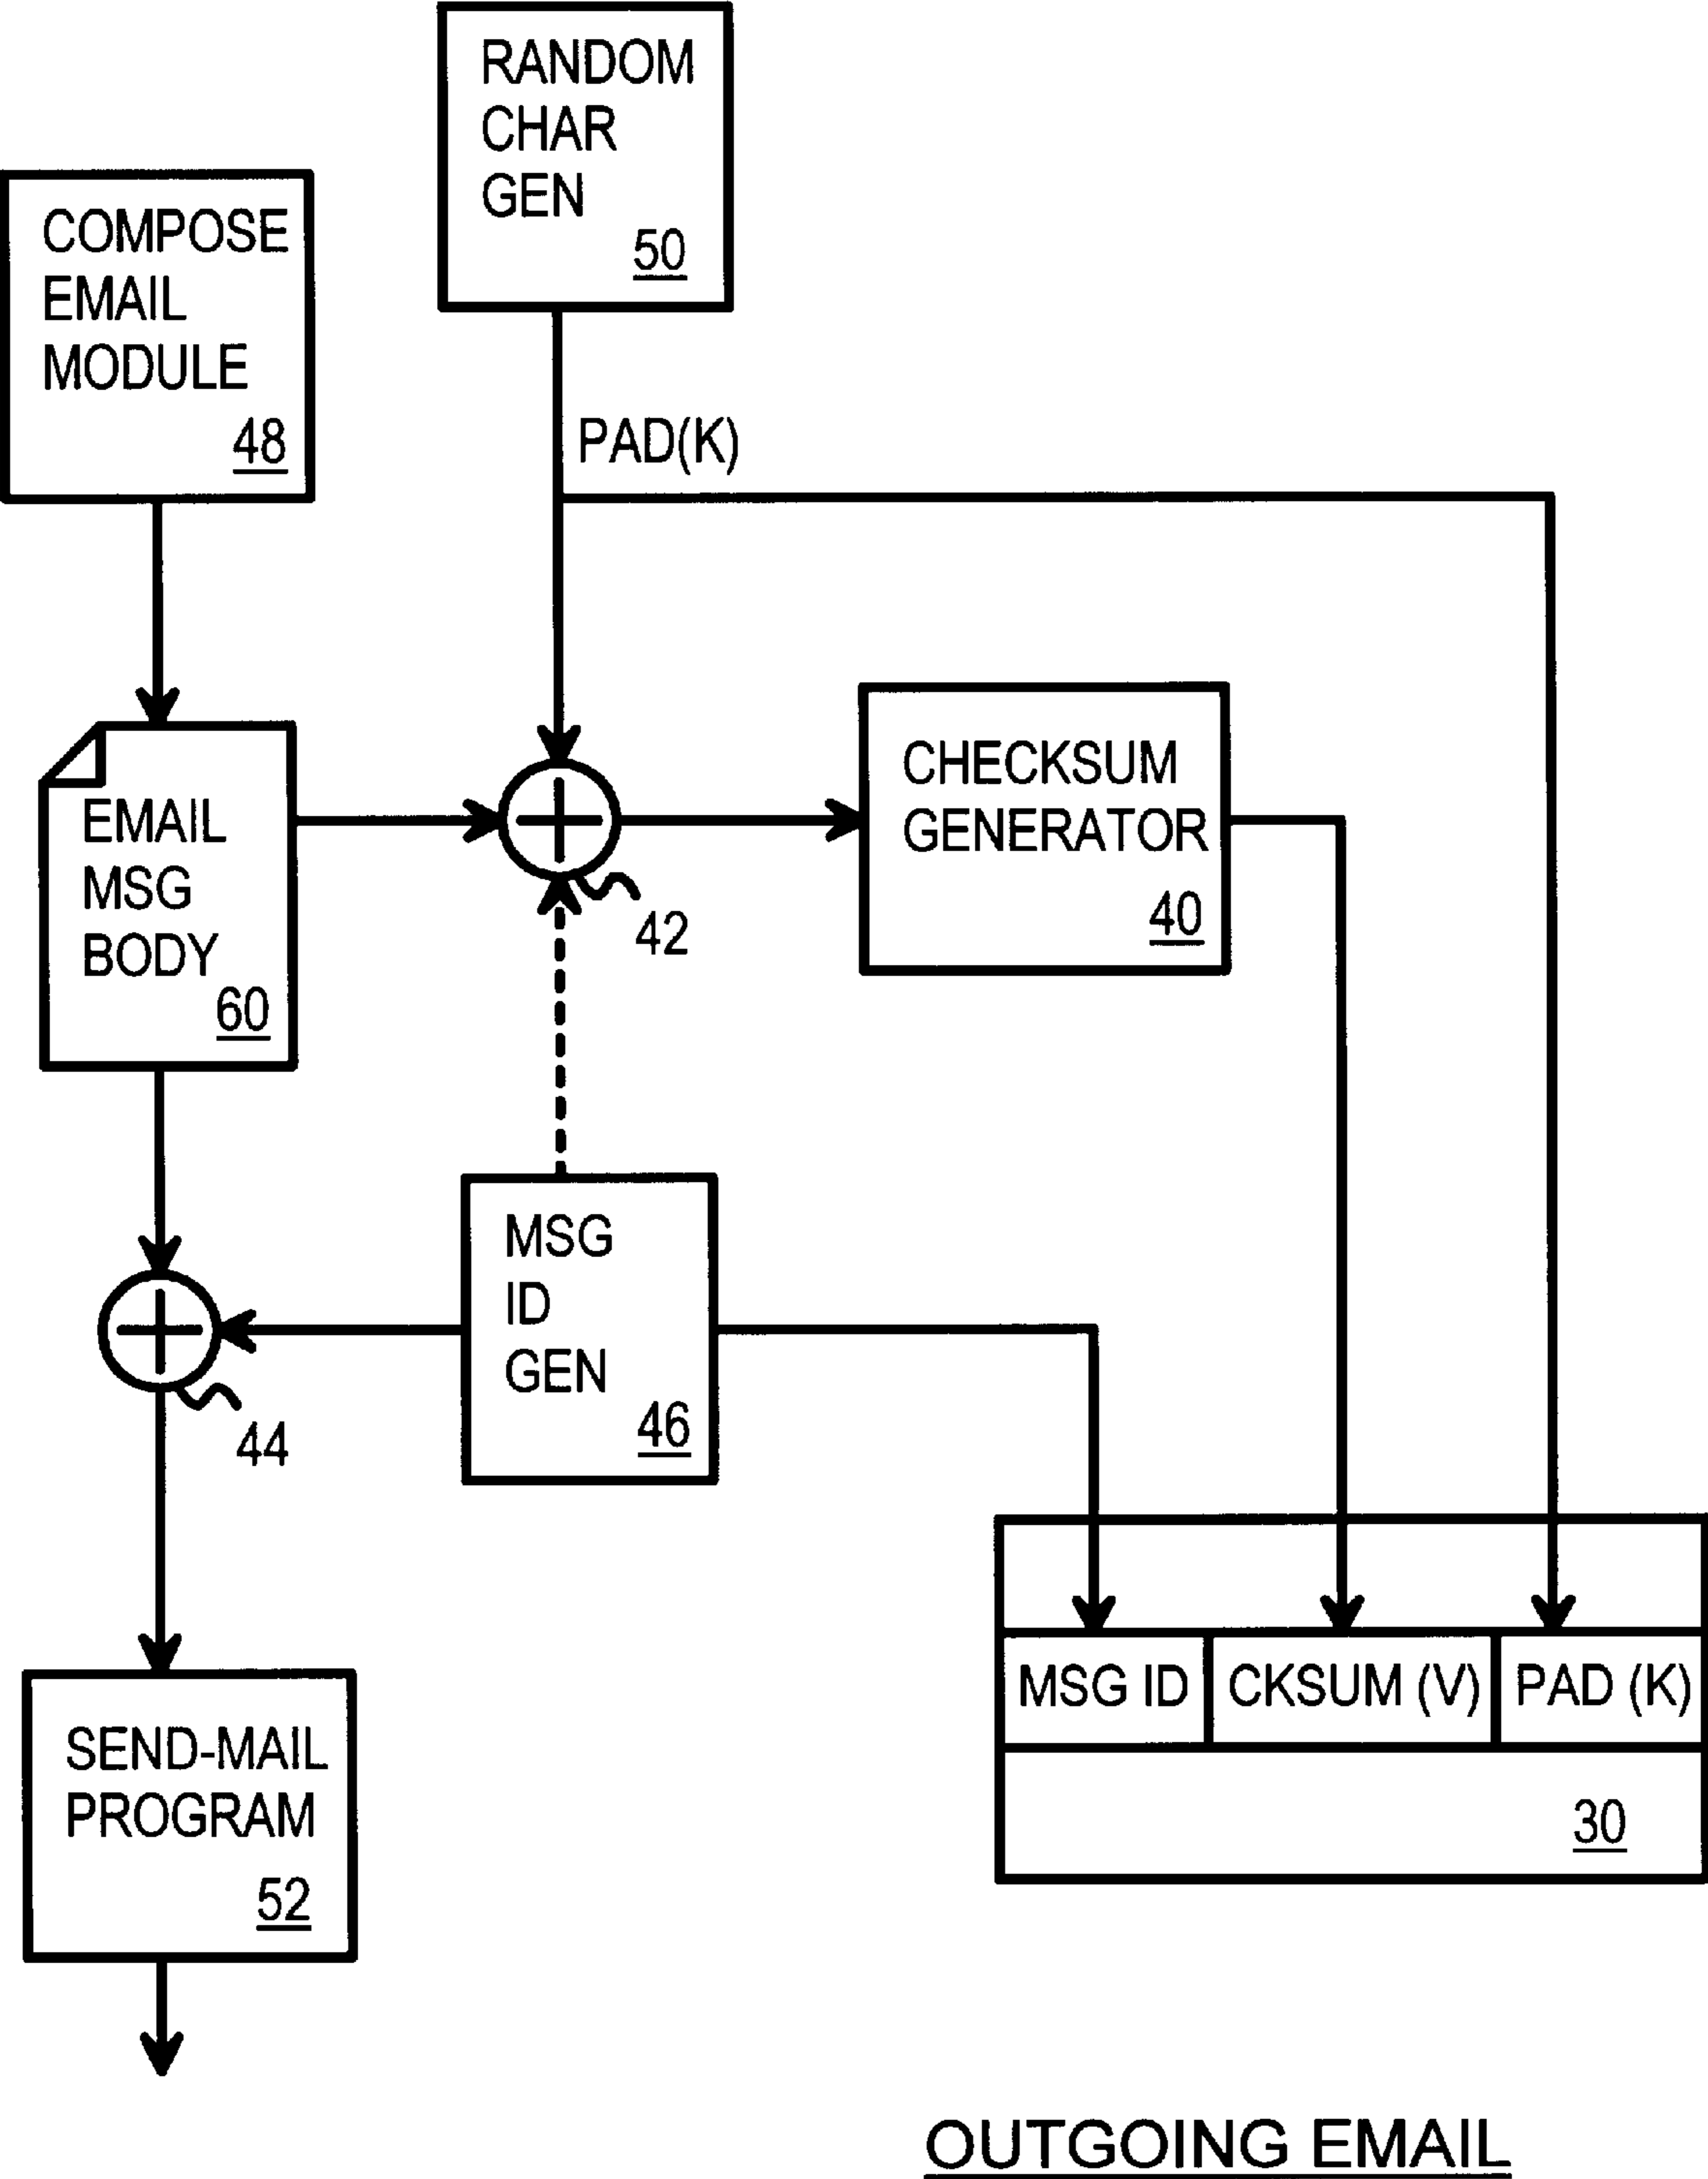 RANDOM
CHAR
GEN
50
COMPOSE
EMAIL
MODULE
48
PAD(K)
CHECKSUM
GENERATOR
40
EMAIL
MSG
BODY
60
42
MSG
ID
GEN
46
44
MSG ID
CKSUM (V)
PAD (K)
30
SEND-MAIL
PROGRAM
52
OUTGOING EMAIL